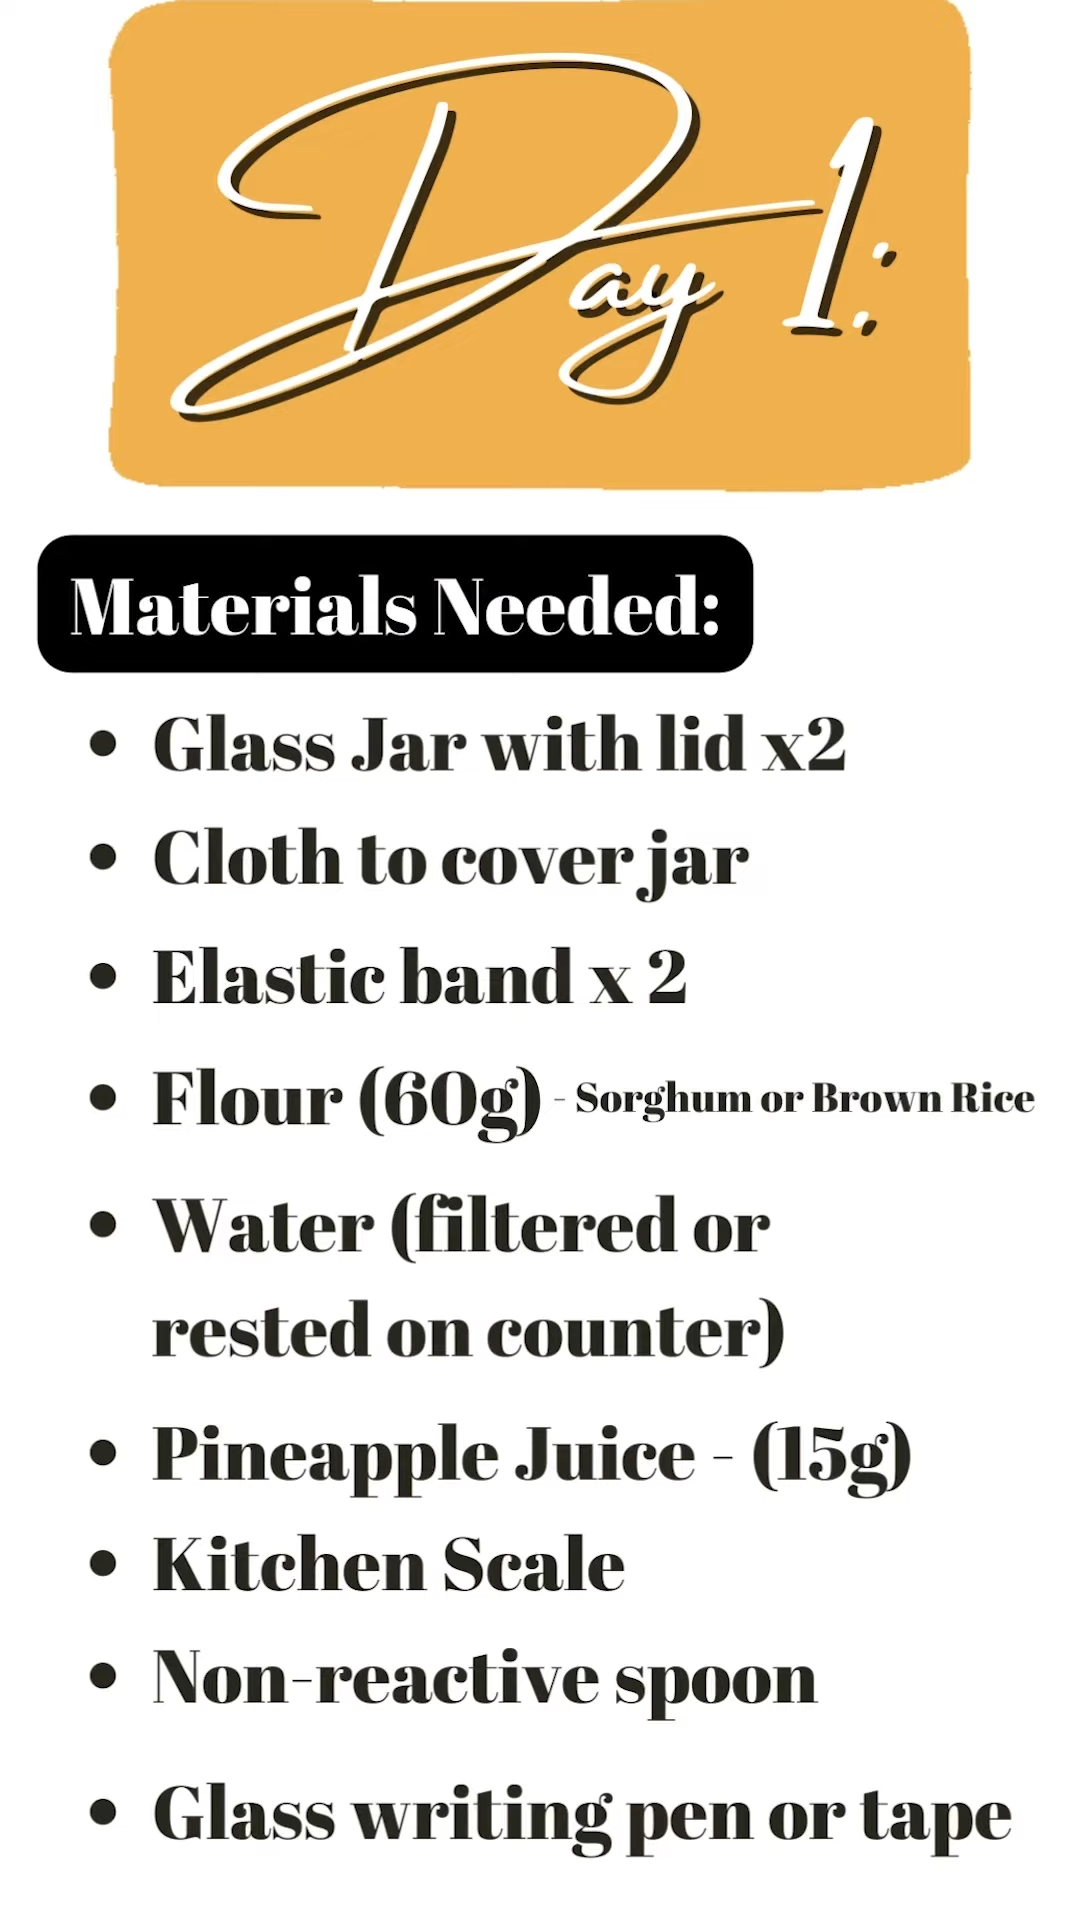 Day 1:
Materials Needed:
• Glass Jar with lid x2
• Cloth to cover jar
• Elastic band x 2
• Flour (60g) - Sorghum or Brown Rice
• Water (filtered or
rested on counter)
• Pineapple Juice - (15g)
• Kitchen Scale
• Non-reactive spoon
• Glass writing pen or tape